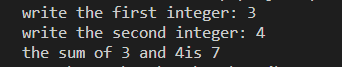 write the first integer: 3
write the second integer: 4
the sum of 3 and 4is 7